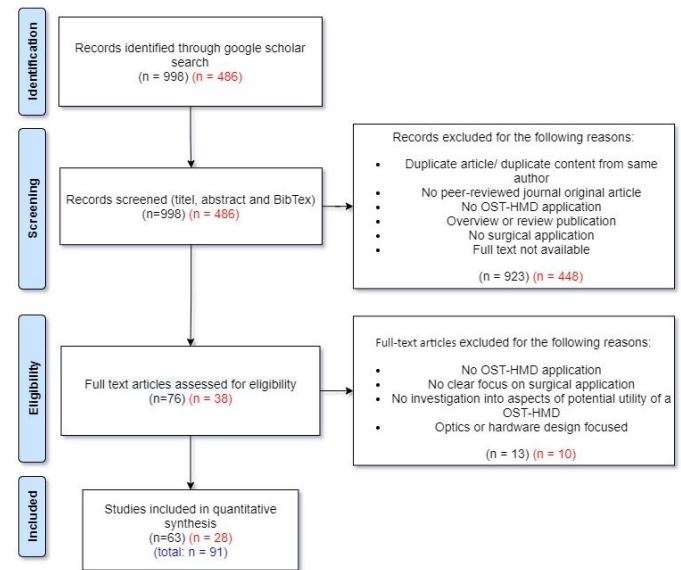 Identification
Records identified through google scholar
search
(n = 998) (n = 486)
Screening
Records screened (titel, abstract and BibTex)
(n=998) (n = 486)
Records excluded for the following reasons:
• Duplicate article/ duplicate content from same
author
• No peer-reviewed journal original article
• No OST-HMD application
• Overview or review publication
• No surgical application
• Full text not available
(n = 923) (n = 448)
Eligibility
Full text articles assessed for eligibility
(n=76) (n = 38)
Full-text articles excluded for the following reasons:
• No OST-HMD application
• No clear focus on surgical application
• No investigation into aspects of potential utility of a
OST-HMD
• Optics or hardware design focused
(n = 13) (n = 10)
Included
Studies included in quantitative
synthesis
(n=63) (n = 28)
(total: n = 91)